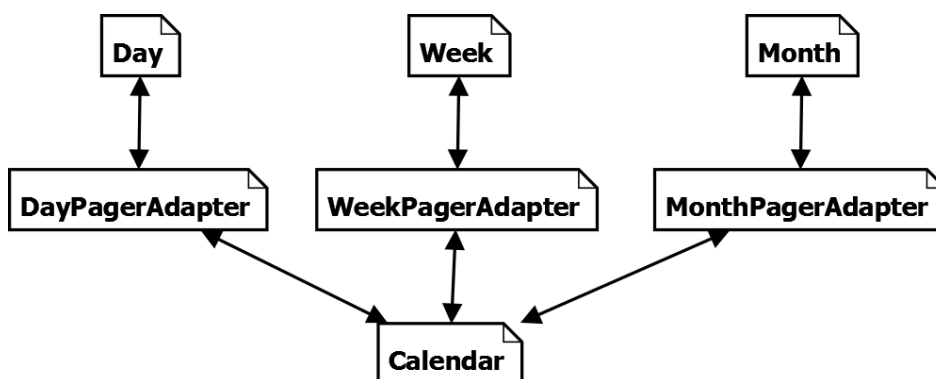 Day
Week
Month
DayPagerAdapter
WeekPagerAdapter
MonthPagerAdapter
Calendar